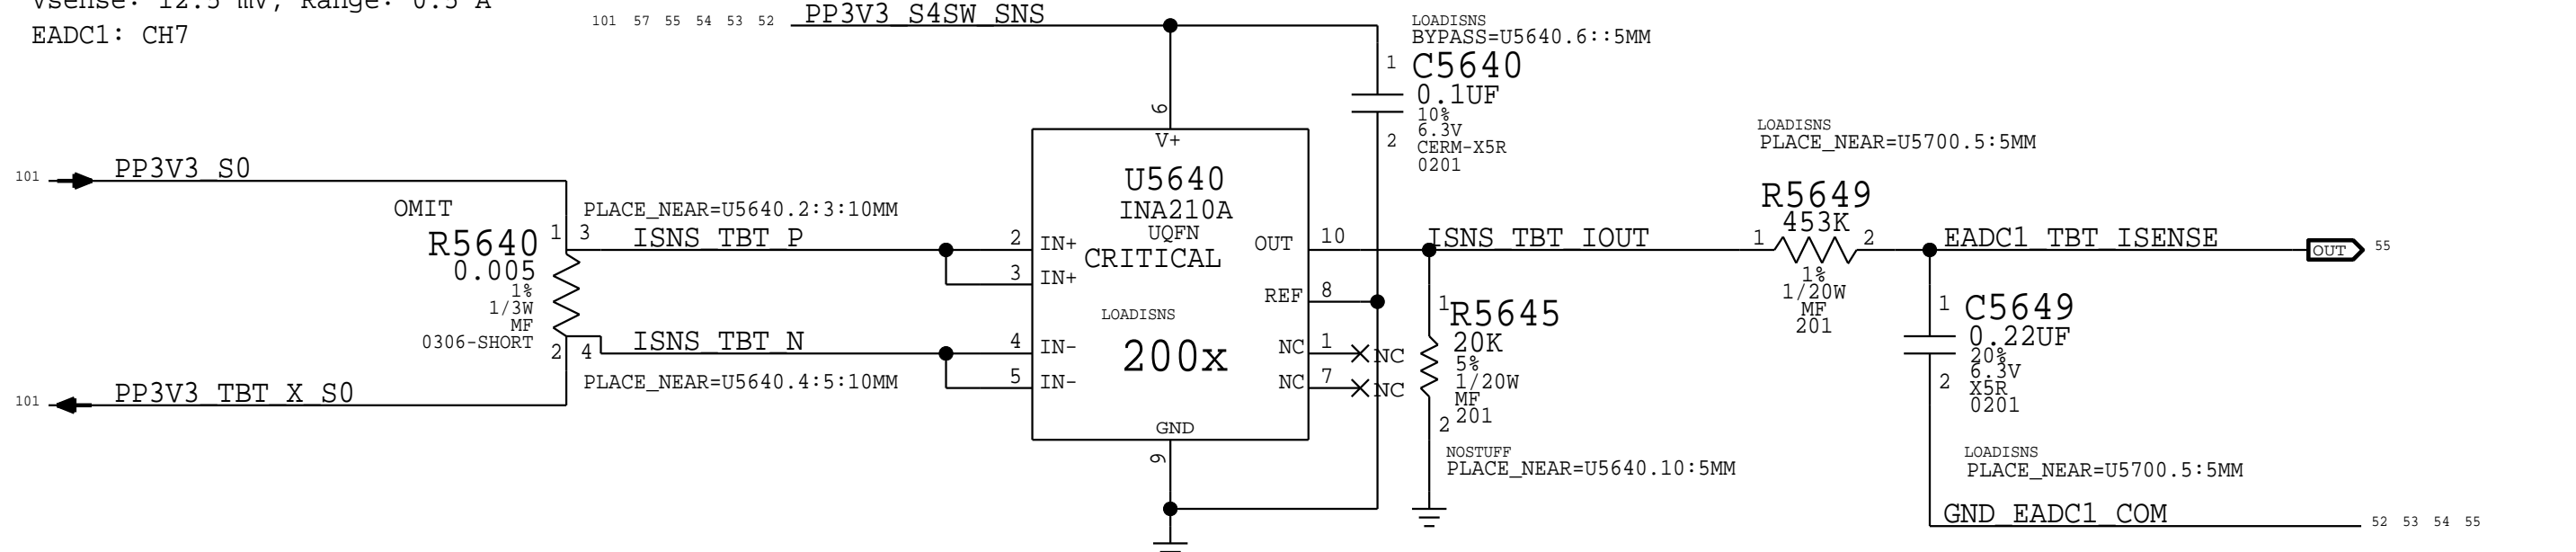 Vsense: 12.5 mV, Range: 0.5 A
EADC1: CH7
101 57 55 54 53 52 PP3V3_S4SW_SNS
LOADISNS
BYPASS=U5640.6::5MM
1 C5640
0.1UF
10%
6.3V
2 CERM-X5R
0201
6
V+
U5640
INA210A
UQFN
CRITICAL
LOADISNS
200x
GND
9
2 IN+
3 IN+
4 IN-
5 IN-
OUT 10
REF 8
NC 1 NC
NC 7 NC
101 PP3V3_S0
OMIT
R5640
0.005
1%
1/3W
MF
0306-SHORT
1 3
2 4
PLACE_NEAR=U5640.2:3:10MM
ISNS_TBT_P
ISNS_TBT_N
PLACE_NEAR=U5640.4:5:10MM
101 PP3V3_TBT_X_S0
ISNS_TBT_IOUT
1 R5645
20K
5%
1/20W
MF
201
2
NOSTUFF
PLACE_NEAR=U5640.10:5MM
LOADISNS
PLACE_NEAR=U5700.5:5MM
R5649
453K
1 2
1%
1/20W
MF
201
EADC1_TBT_ISENSE OUT 55
1 C5649
0.22UF
20%
6.3V
2 X5R
0201
LOADISNS
PLACE_NEAR=U5700.5:5MM
GND_EADC1_COM 52 53 54 55